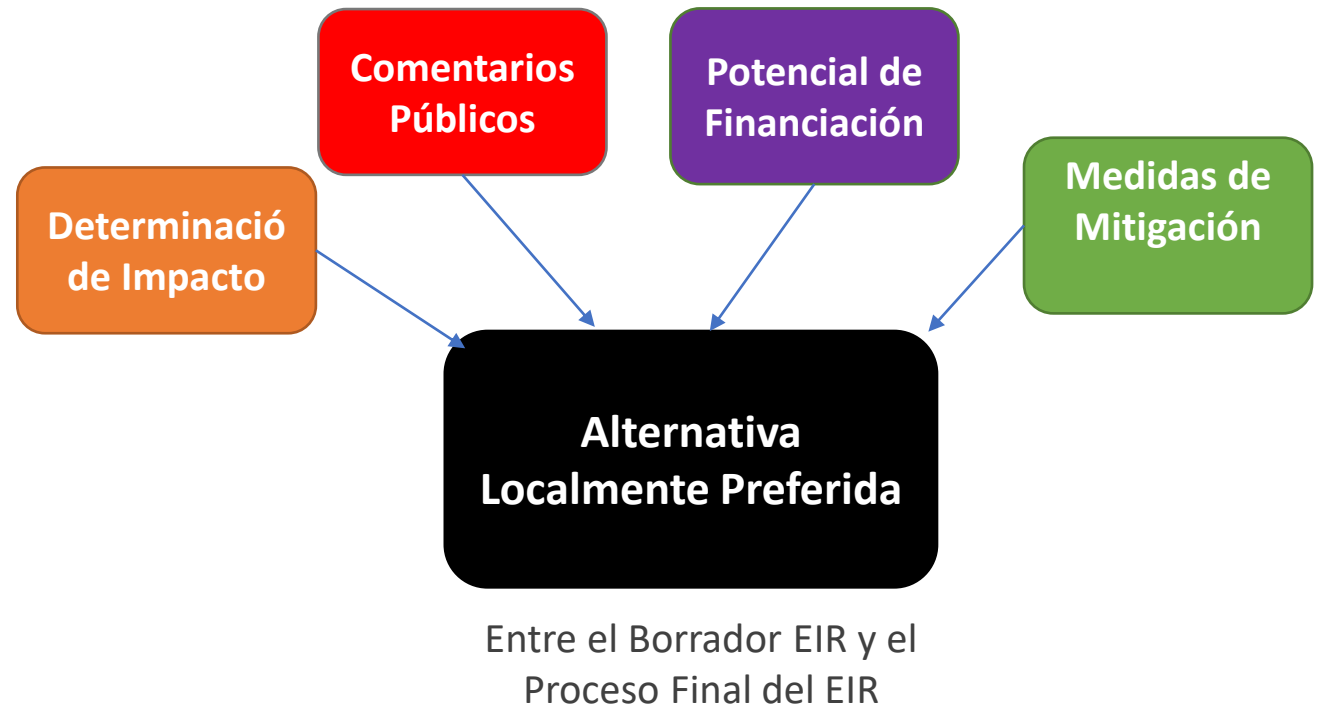 Comentarios
Públicos
Potencial de
Financiación
Medidas de
Mitigación
Determinació
de Impacto
Alternativa
Localmente Preferida
Entre el Borrador EIR y el
Proceso Final del EIR